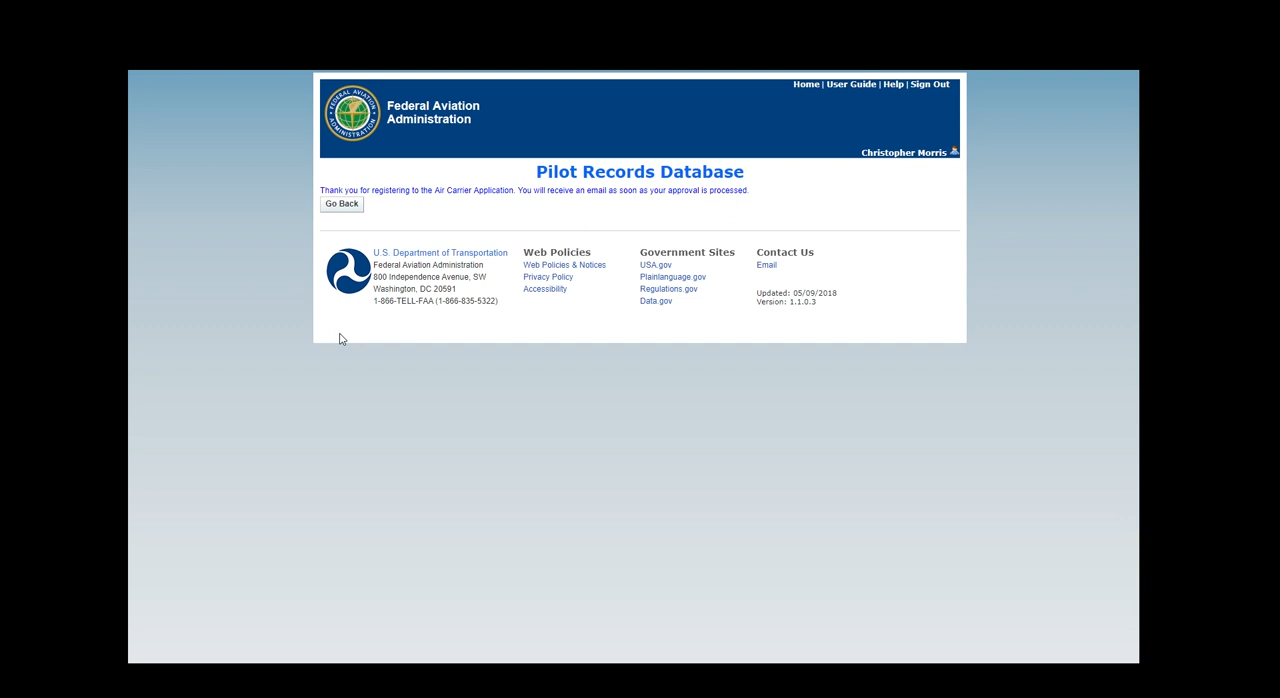 Home | User Guide | Help | Sign Out
FEDERAL AVIATION ADMINISTRATION
Federal Aviation
Administration
Christopher Morris
Pilot Records Database
Thank you for registering to the Air Carrier Application. You will receive an email as soon as your approval is processed.
Go Back
U.S. Department of Transportation
Federal Aviation Administration
800 Independence Avenue, SW
Washington, DC 20591
1-866-TELL-FAA (1-866-835-5322)
Web Policies
Web Policies & Notices
Privacy Policy
Accessibility
Government Sites
USA.gov
Plainlanguage.gov
Regulations.gov
Data.gov
Contact Us
Email
Updated: 05/09/2018
Version: 1.1.0.3